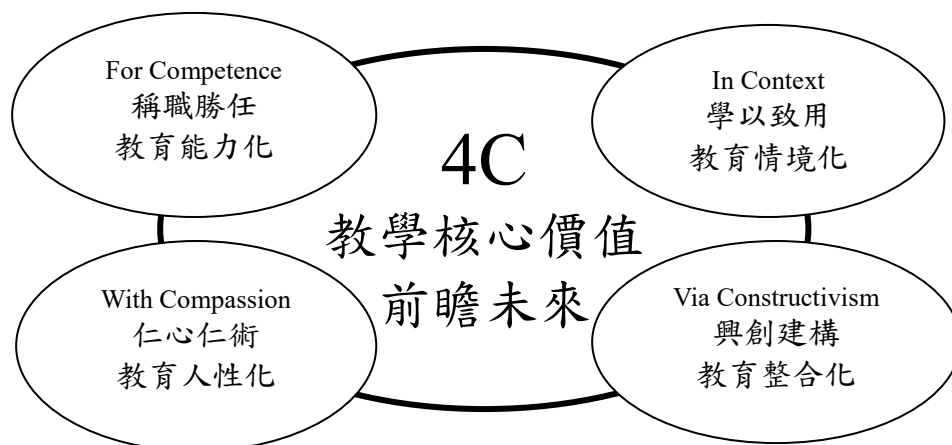 For Competence
稱職勝任
教育能力化
In Context
學以致用
教育情境化
4C
教學核心價值
前瞻未來
With Compassion
仁心仁術
教育人性化
Via Constructivism
興創建構
教育整合化